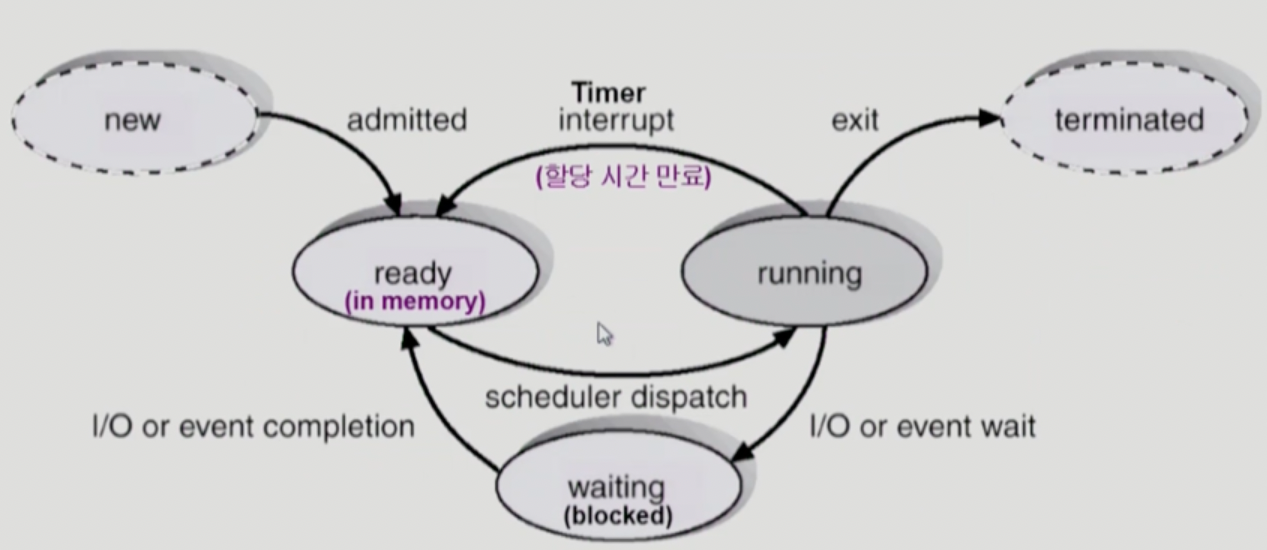 new
admitted
Timer
interrupt
(할당 시간 만료)
exit
terminated
ready
(in memory)
running
scheduler dispatch
I/O or event completion
I/O or event wait
waiting
(blocked)